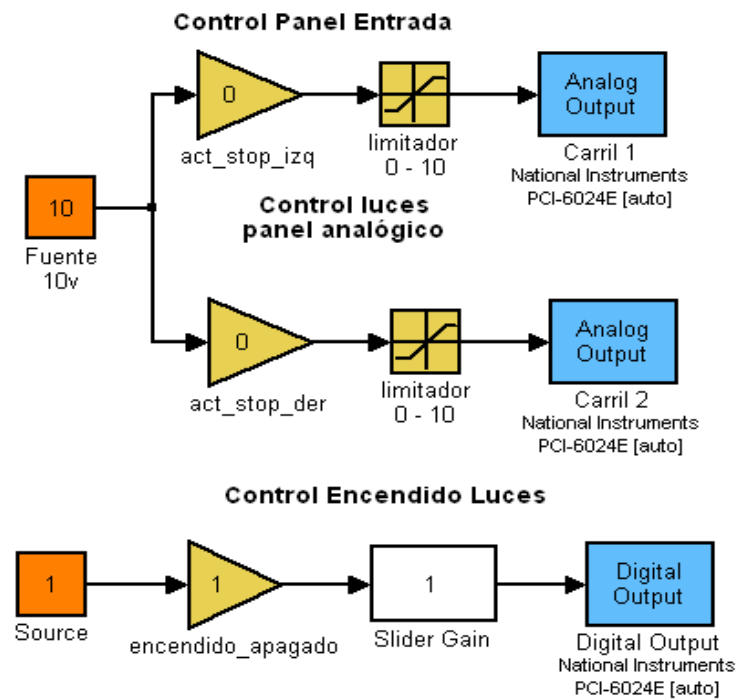 Control Panel Entrada
0
act_stop_izq
limitador
0 - 10
Analog
Output
Carril 1
National Instruments
PCI-6024E [auto]
10
Fuente
10v
Control luces
panel analógico
0
act_stop_der
limitador
0 - 10
Analog
Output
Carril 2
National Instruments
PCI-6024E [auto]
Control Encendido Luces
1
Source
1
encendido_apagado
1
Slider Gain
Digital
Output
Digital Output
National Instruments
PCI-6024E [auto]